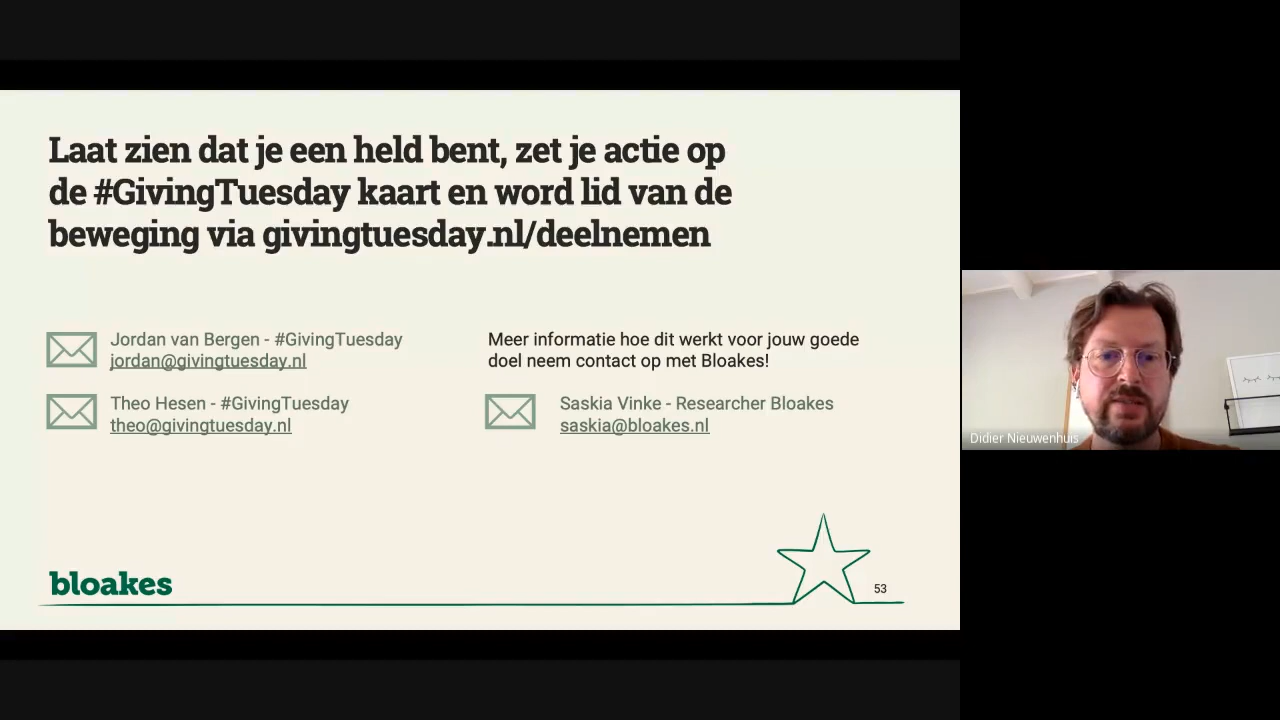 Laat zien dat je een held bent, zet je actie op
de #GivingTuesday kaart en word lid van de
beweging via givingtuesday.nl/deelnemen
Jordan van Bergen - #GivingTuesday
jordan@givingtuesday.nl
Theo Hesen - #GivingTuesday
theo@givingtuesday.nl
Meer informatie hoe dit werkt voor jouw goede
doel neem contact op met Bloakes!
Saskia Vinke - Researcher Bloakes
saskia@bloakes.nl
bloakes
53
Didier Nieuwenhuis